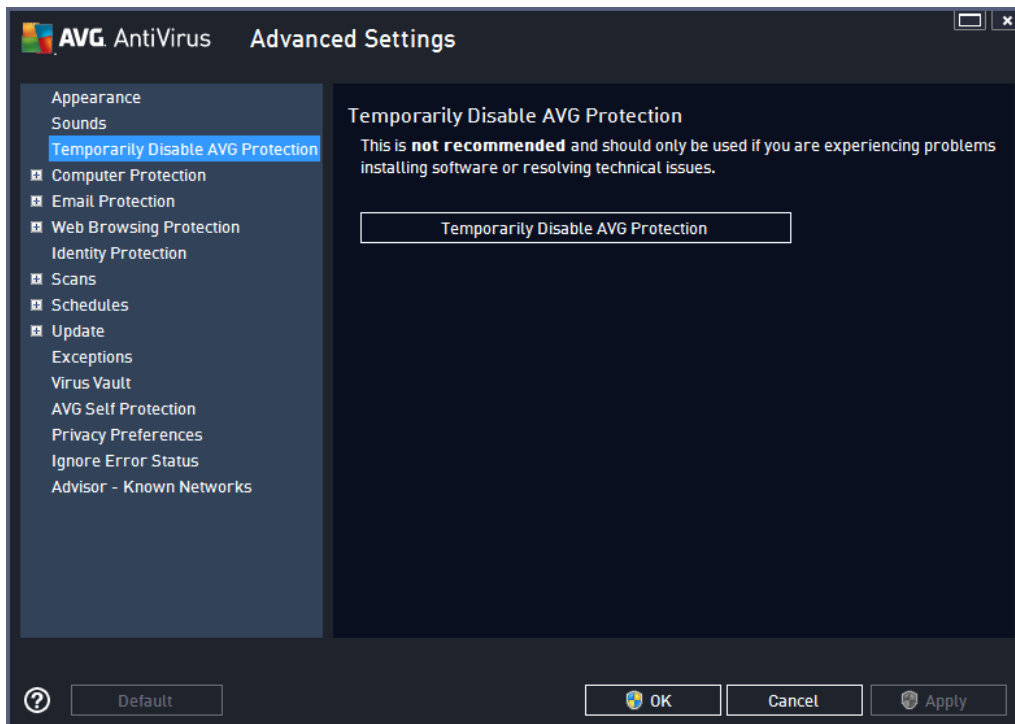 AVG AntiVirus Advanced Settings
Appearance
Sounds
Temporarily Disable AVG Protection
Computer Protection
Email Protection
Web Browsing Protection
Identity Protection
Scans
Schedules
Update
Exceptions
Virus Vault
AVG Self Protection
Privacy Preferences
Ignore Error Status
Advisor - Known Networks
Temporarily Disable AVG Protection
This is not recommended and should only be used if you are experiencing problems
installing software or resolving technical issues.
Temporarily Disable AVG Protection
Default
OK
Cancel
Apply